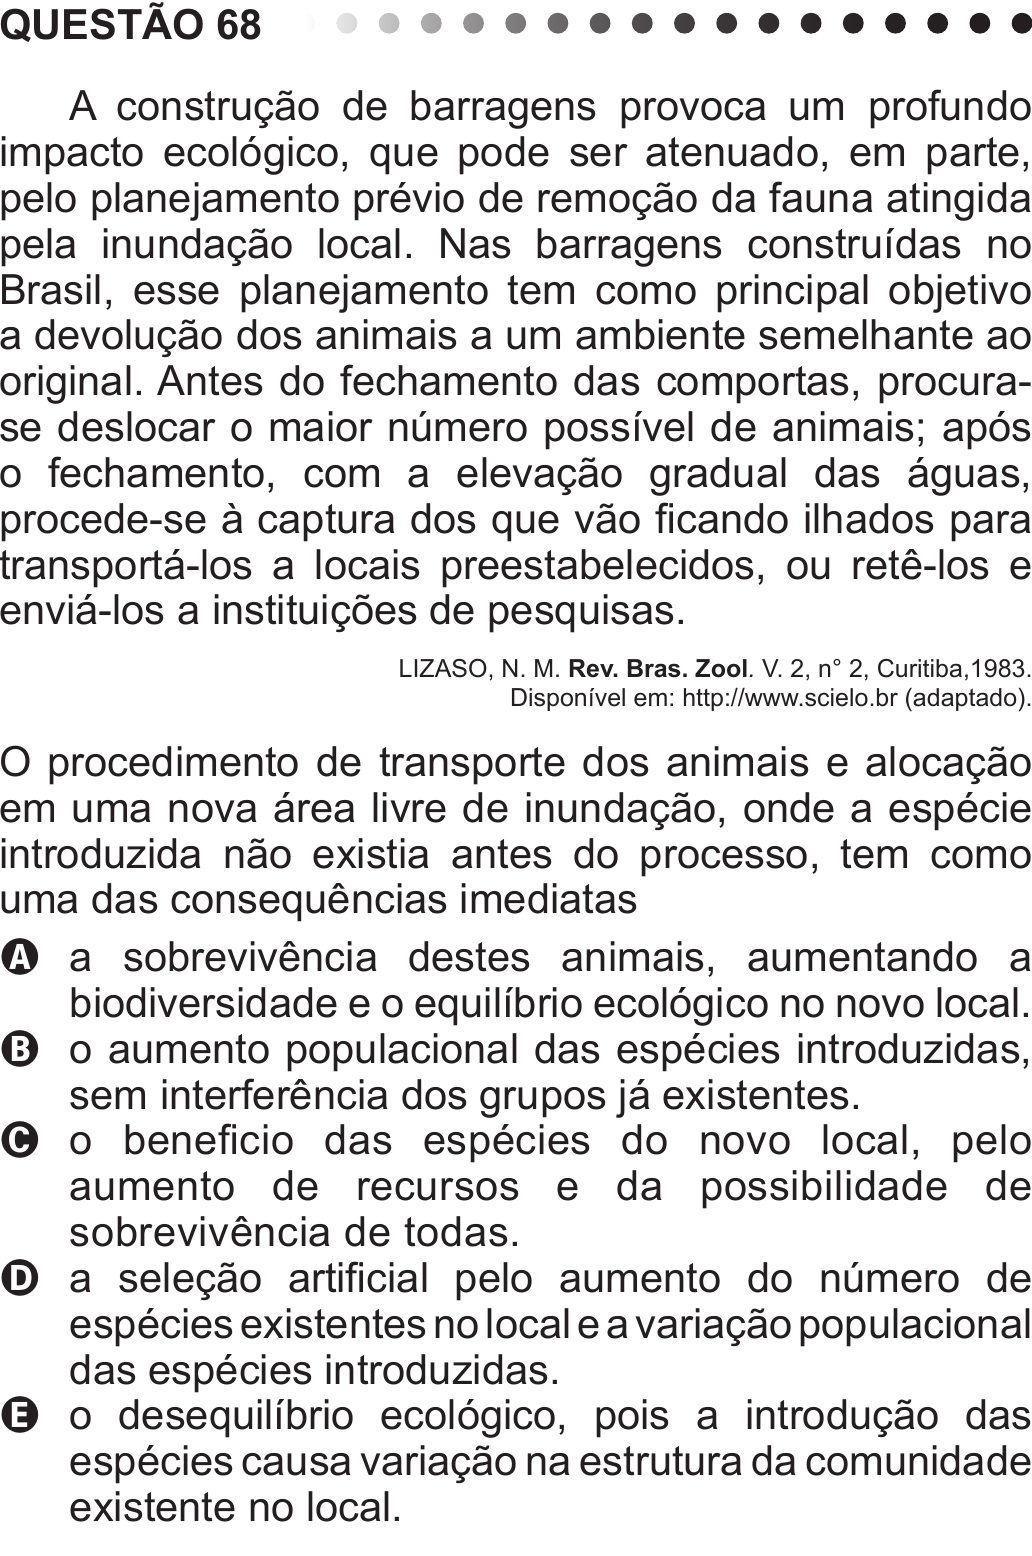 QUESTÃO 68
A construção de barragens provoca um profundo
impacto ecológico, que pode ser atenuado, em parte,
pelo planejamento prévio de remoção da fauna atingida
pela inundação local. Nas barragens construídas no
Brasil, esse planejamento tem como principal objetivo
a devolução dos animais a um ambiente semelhante ao
original. Antes do fechamento das comportas, procura-
se deslocar o maior número possível de animais; após
o fechamento, com a elevação gradual das águas,
procede-se à captura dos que vão ficando ilhados para
transportá-los a locais preestabelecidos, ou retê-los e
enviá-los a instituições de pesquisas.
LIZASO, N. M. Rev. Bras. Zool. V. 2, n° 2, Curitiba,1983.
Disponível em: http://www.scielo.br (adaptado).
O procedimento de transporte dos animais e alocação
em uma nova área livre de inundação, onde a espécie
introduzida não existia antes do processo, tem como
uma das consequências imediatas
A a sobrevivência destes animais, aumentando a
biodiversidade e o equilíbrio ecológico no novo local.
B o aumento populacional das espécies introduzidas,
sem interferência dos grupos já existentes.
C o beneficio das espécies do novo local, pelo
aumento de recursos e da possibilidade de
sobrevivência de todas.
D a seleção artificial pelo aumento do número de
espécies existentes no local e a variação populacional
das espécies introduzidas.
E o desequilíbrio ecológico, pois a introdução das
espécies causa variação na estrutura da comunidade
existente no local.